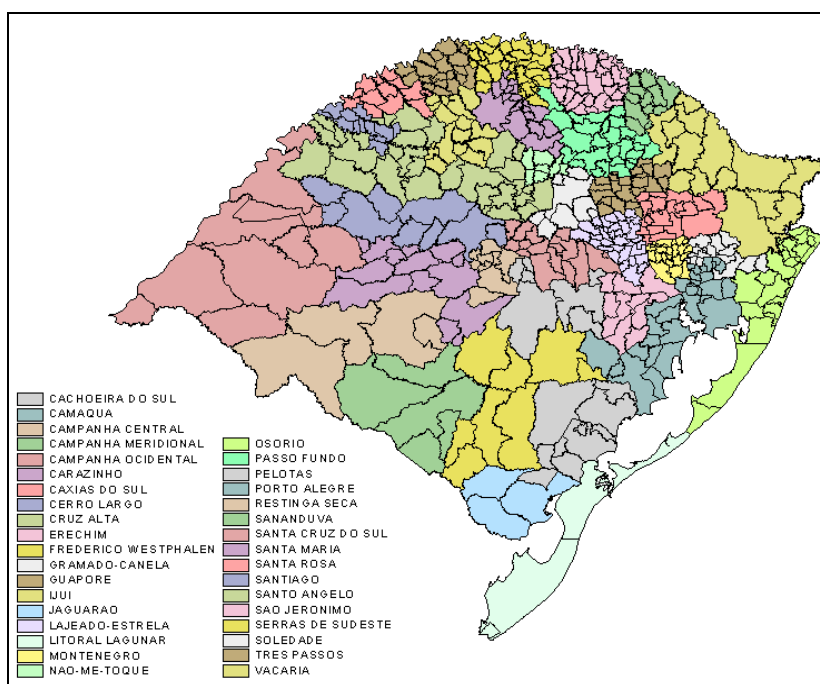 CACHOEIRA DO SUL
CAMAQUA
CAMPANHA CENTRAL
CAMPANHA MERIDIONAL
CAMPANHA OCIDENTAL
CARAZINHO
CAXIAS DO SUL
CERRO LARGO
CRUZ ALTA
ERECHIM
FREDERICO WESTPHALEN
GRAMADO-CANELA
GUAPORE
IJUI
JAGUARAO
LAJEADO-ESTRELA
LITORAL LAGUNAR
MONTENEGRO
NAO-ME-TOQUE
OSORIO
PASSO FUNDO
PELOTAS
PORTO ALEGRE
RESTINGA SECA
SANANDUVA
SANTA CRUZ DO SUL
SANTA MARIA
SANTA ROSA
SANTIAGO
SANTO ANGELO
SAO JERONIMO
SERRAS DE SUDESTE
SOLEDADE
TRES PASSOS
VACARIA